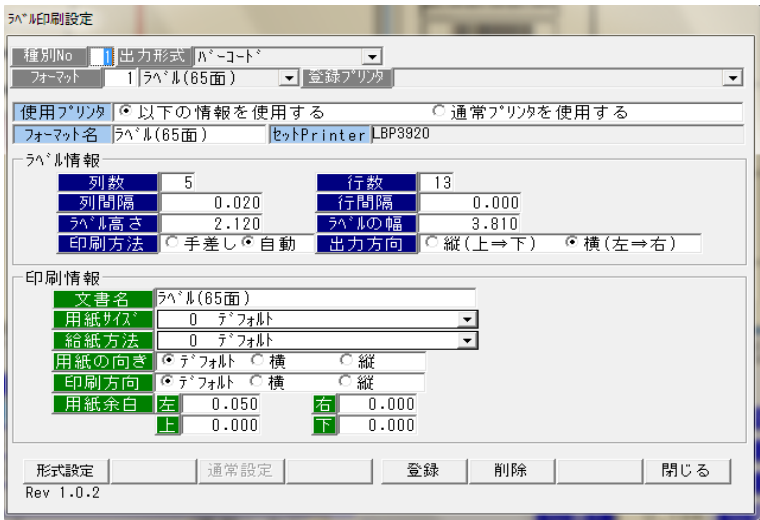 ﾗﾍﾞﾙ印刷設定
種別No 1 出力形式 ﾊﾞｰｺｰﾄﾞ
ﾌｫｰﾏｯﾄ 1 ﾗﾍﾞﾙ(65面) 登録ﾌﾟﾘﾝﾀ
使用ﾌﾟﾘﾝﾀ 以下の情報を使用する 通常ﾌﾟﾘﾝﾀを使用する
ﾌｫｰﾏｯﾄ名 ﾗﾍﾞﾙ(65面) ｾｯﾄPrinter LBP3920
ﾗﾍﾞﾙ情報
列数 5 行数 13
列間隔 0.020 行間隔 0.000
ﾗﾍﾞﾙ高さ 2.120 ﾗﾍﾞﾙの幅 3.810
印刷方法 手差し 自動 出力方向 縦(上⇒下) 横(左⇒右)
印刷情報
文書名 ﾗﾍﾞﾙ(65面)
用紙ｻｲｽﾞ 0 ﾃﾞﾌｫﾙﾄ
給紙方法 0 ﾃﾞﾌｫﾙﾄ
用紙の向き ﾃﾞﾌｫﾙﾄ 横 縦
印刷方向 ﾃﾞﾌｫﾙﾄ 横 縦
用紙余白 左 0.050 右 0.000
上 0.000 下 0.000
形式設定 通常設定 登録 削除 閉じる
Rev 1.0.2